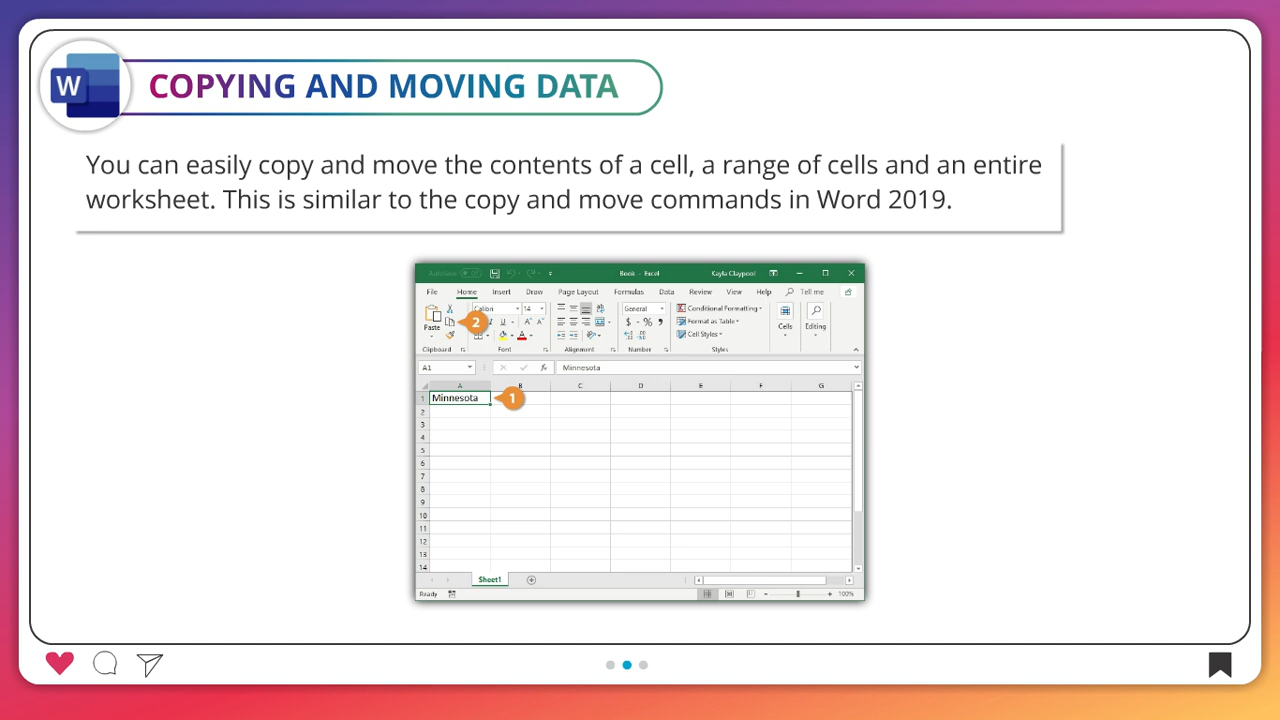 W
COPYING AND MOVING DATA
You can easily copy and move the contents of a cell, a range of cells and an entire
worksheet. This is similar to the copy and move commands in Word 2019.
AutoSave Off Book - Excel Kayla Claypool
File Home Insert Draw Page Layout Formulas Data Review View Help Tell me
Calibri 14 General Conditional Formatting
Paste 2 U A A $ % , Format as Table Cells Editing
A Cell Styles
Clipboard Font Alignment Number Styles
A1 fx Minnesota
A B C D E F G
1 Minnesota 1
2
3
4
5
6
7
8
9
10
11
12
13
14
Sheet1
Ready 100%